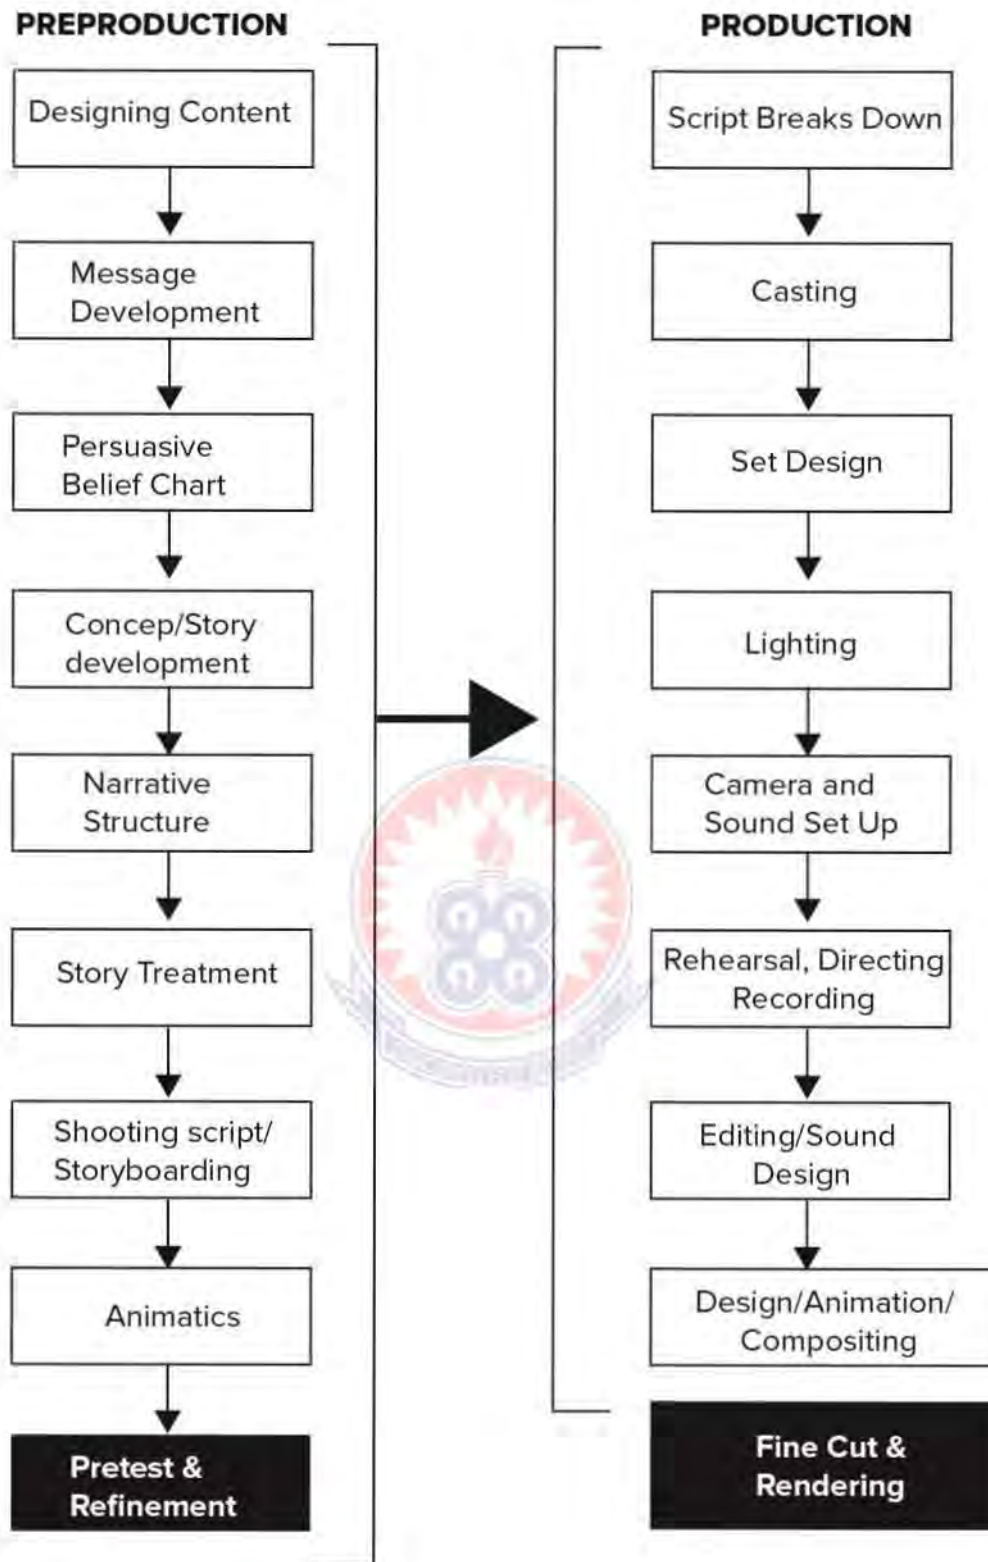 PREPRODUCTION
Designing Content
Message
Development
Persuasive
Belief Chart
Concep/Story
development
Narrative
Structure
Story Treatment
Shooting script/
Storyboarding
Animatics
Pretest &
Refinement
PRODUCTION
Script Breaks Down
Casting
Set Design
Lighting
Camera and
Sound Set Up
Rehearsal, Directing
Recording
Editing/Sound
Design
Design/Animation/
Compositing
Fine Cut &
Rendering